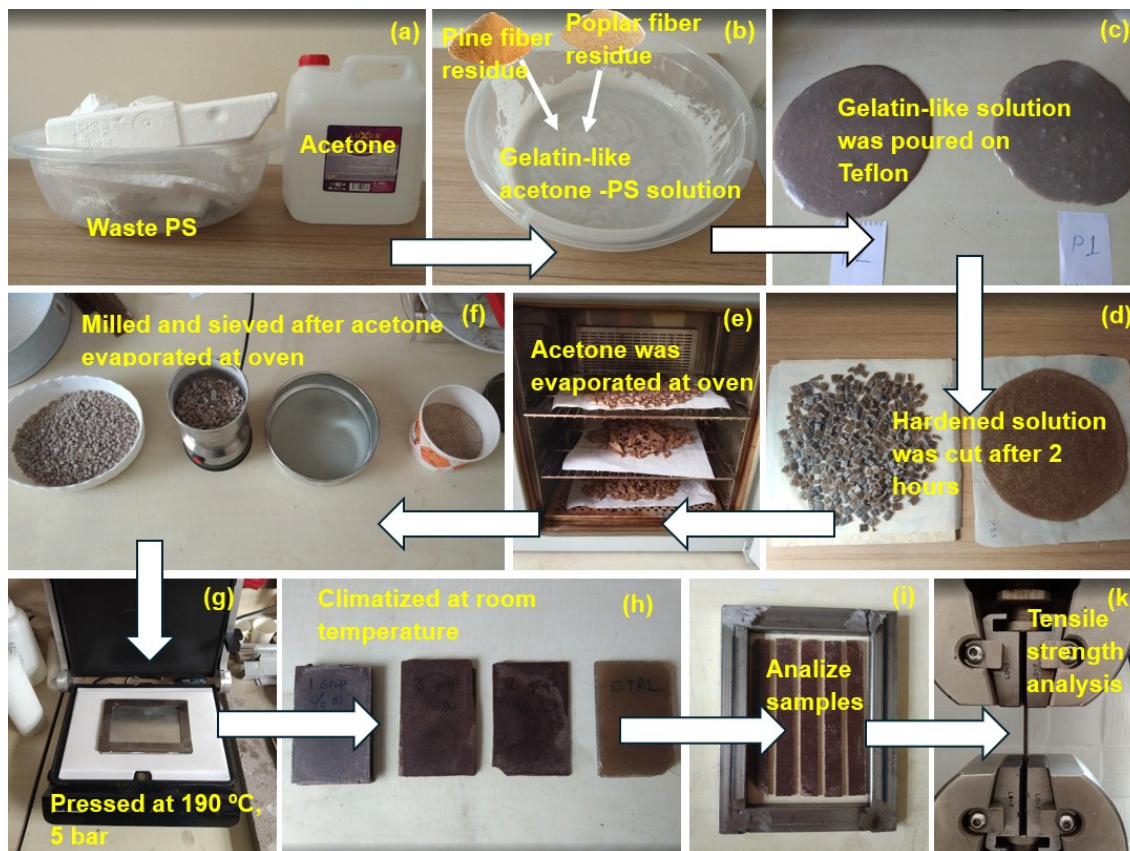 (a)
Acetone
Waste PS
(b)
Pine fiber
residue
Poplar fiber
residue
Gelatin-like
acetone -PS solution
(c)
Gelatin-like solution
was poured on
Teflon
P1
(d)
Hardened solution
was cut after 2
hours
(e)
Acetone was
evaporated at oven
(f)
Milled and sieved after acetone
evaporated at oven
(g)
Pressed at 190 ºC,
5 bar
(h)
Climatized at room
temperature
CTRL
(i)
Analize
samples
(k)
Tensile
strength
analysis